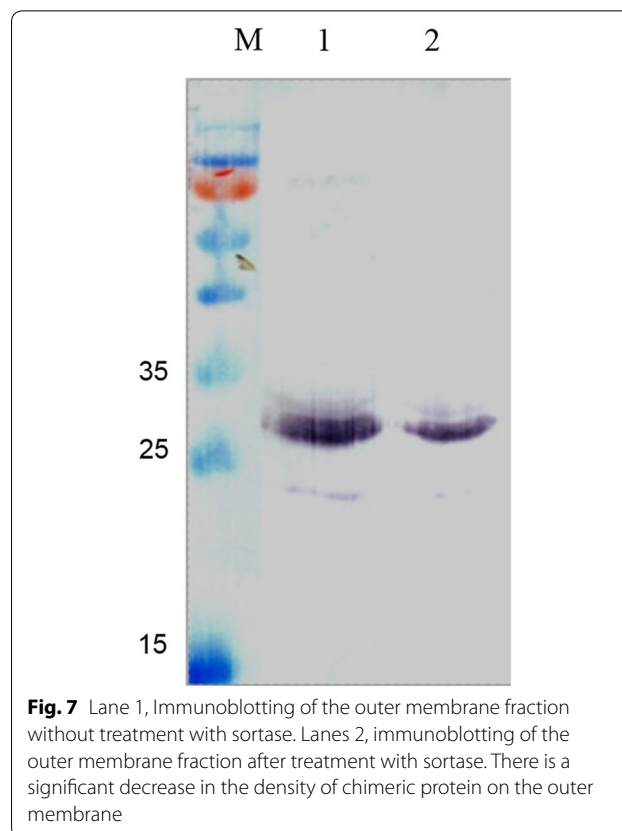 M 1 2
35
25
15
Fig. 7 Lane 1, Immunoblotting of the outer membrane fraction
without treatment with sortase. Lanes 2, immunoblotting of the
outer membrane fraction after treatment with sortase. There is a
significant decrease in the density of chimeric protein on the outer
membrane